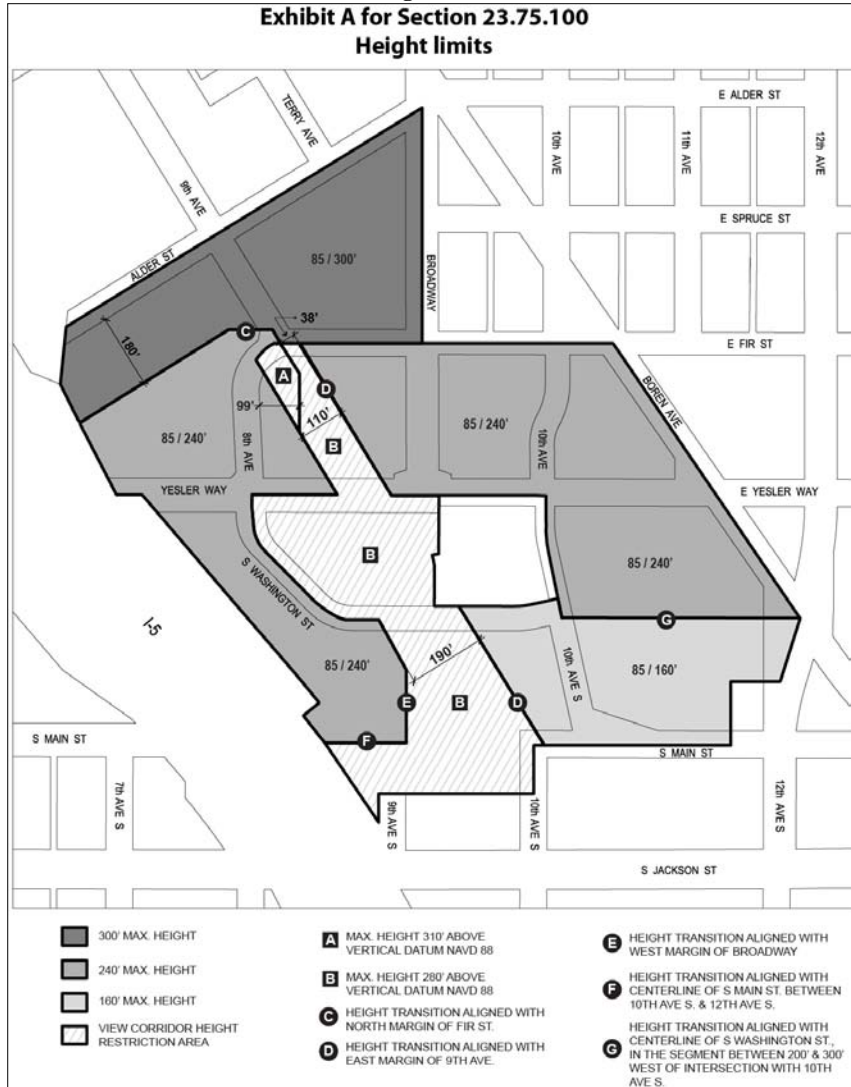 Exhibit A for Section 23.75.100
Height limits
E ALDER ST
TERRY AVE
10th AVE
11th AVE
12th AVE
9th AVE
E SPRUCE ST
ALDER ST
85 / 300'
BROADWAY
38'
C
180'
E FIR ST
A
D
BOREN AVE
99'
110'
85 / 240'
8th AVE
B
85 / 240'
10th AVE
YESLER WAY
E YESLER WAY
B
85 / 240'
S WASHINGTON ST
G
I-5
190'
85 / 240'
10th AVE S
85 / 160'
E
B
D
S MAIN ST
F
S MAIN ST
7th AVE S
9th AVE S
10th AVE S
12th AVE S
S JACKSON ST
300' MAX. HEIGHT
240' MAX. HEIGHT
160' MAX. HEIGHT
VIEW CORRIDOR HEIGHT
RESTRICTION AREA
A MAX. HEIGHT 310' ABOVE
VERTICAL DATUM NAVD 88
B MAX. HEIGHT 280' ABOVE
VERTICAL DATUM NAVD 88
C HEIGHT TRANSITION ALIGNED WITH
NORTH MARGIN OF FIR ST.
D HEIGHT TRANSITION ALIGNED WITH
EAST MARGIN OF 9TH AVE.
E HEIGHT TRANSITION ALIGNED WITH
WEST MARGIN OF BROADWAY
F HEIGHT TRANSITION ALIGNED WITH
CENTERLINE OF S MAIN ST. BETWEEN
10TH AVE S. & 12TH AVE S.
G HEIGHT TRANSITION ALIGNED WITH
CENTERLINE OF S WASHINGTON ST.,
IN THE SEGMENT BETWEEN 200' & 300'
WEST OF INTERSECTION WITH 10TH
AVE S.